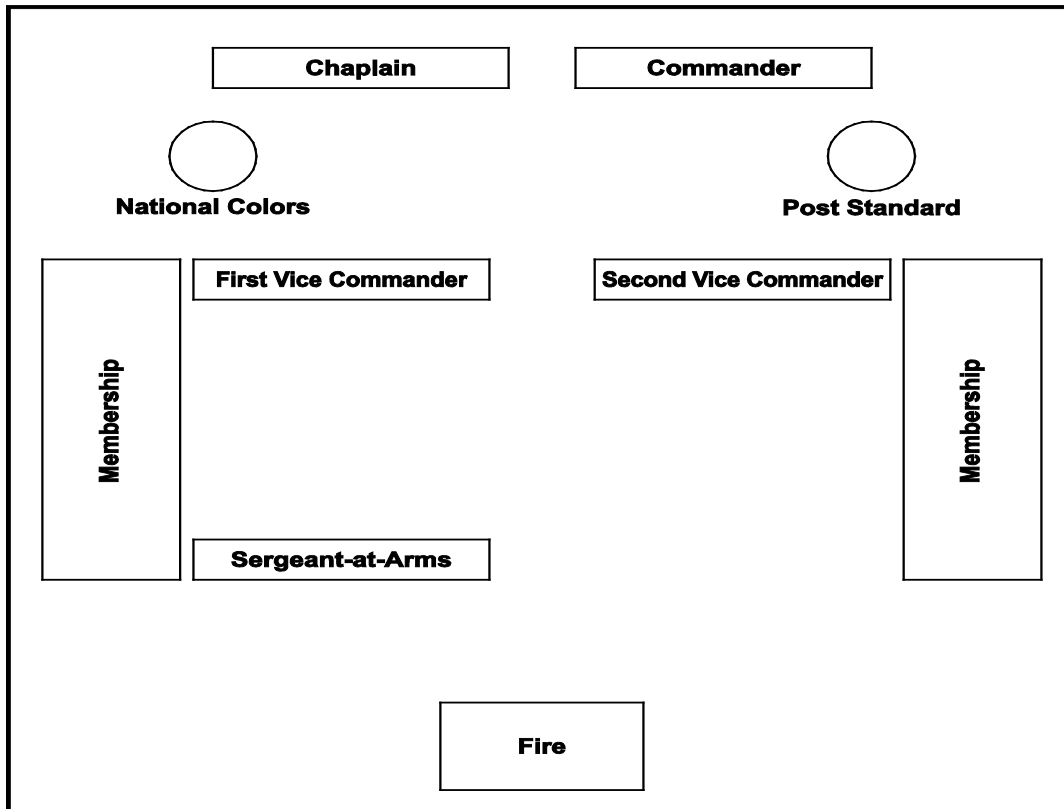 Chaplain
Commander
National Colors
Post Standard
First Vice Commander
Second Vice Commander
Membership
Membership
Sergeant-at-Arms
Fire